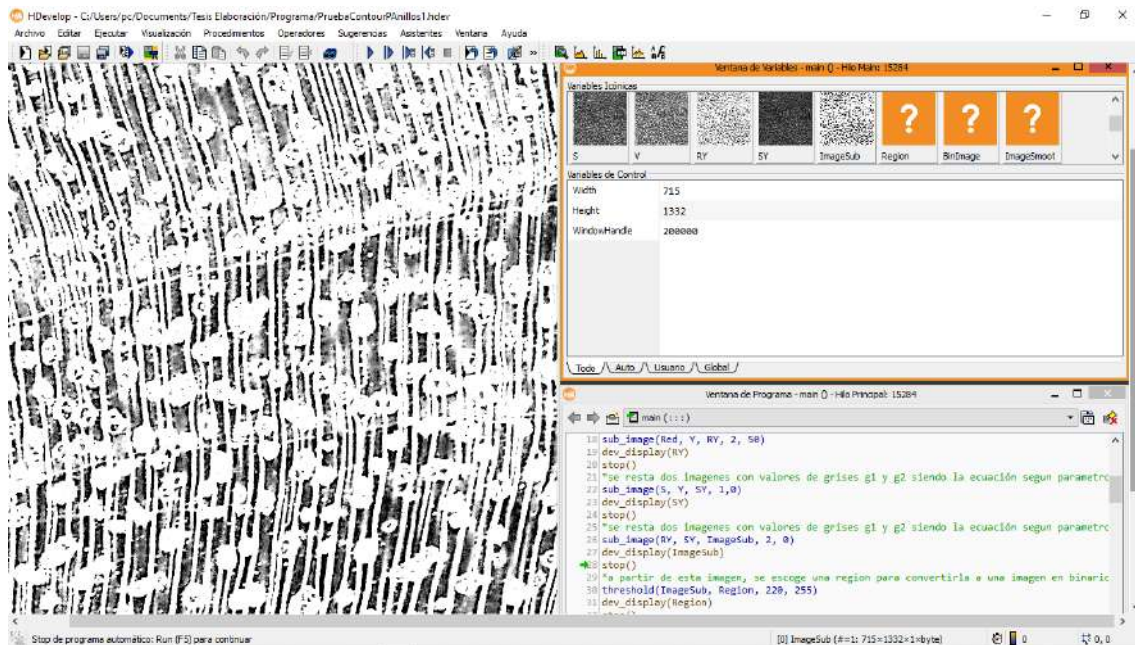 HDevelop - C:/Users/pc/Documents/Tesis Elaboración/Programa/PruebaContourPAnillos1.hdev
Archivo Editar Ejecutar Visualización Procedimientos Operadores Sugerencias Asistentes Ventana Ayuda
Ventana de Variables - main () - Hilo Main: 15284
Variables Icónicas
S V RY SY ImageSub Region BinImage ImageSmoot
Variables de Control
Width 715
Height 1332
WindowHandle 200000
Todo Auto Usuario Global
Ventana de Programa - main () - Hilo Principal: 15284
main (:::)
18 sub_image(Red, Y, RY, 2, 50)
19 dev_display(RY)
20 stop()
21 *se resta dos imagenes con valores de grises g1 y g2 siendo la ecuación segun parametro
22 sub_image(S, Y, SY, 1,0)
23 dev_display(SY)
24 stop()
25 *se resta dos imagenes con valores de grises g1 y g2 siendo la ecuación segun parametro
26 sub_image(RY, SY, ImageSub, 2, 0)
27 dev_display(ImageSub)
28 stop()
29 *a partir de esta imagen, se escoge una region para convertirla a una imagen en binario
30 threshold(ImageSub, Region, 220, 255)
31 dev_display(Region)
Stop de programa automático: Run (F5) para continuar
[0] ImageSub (#=1: 715×1332×1×byte) 0 0, 0